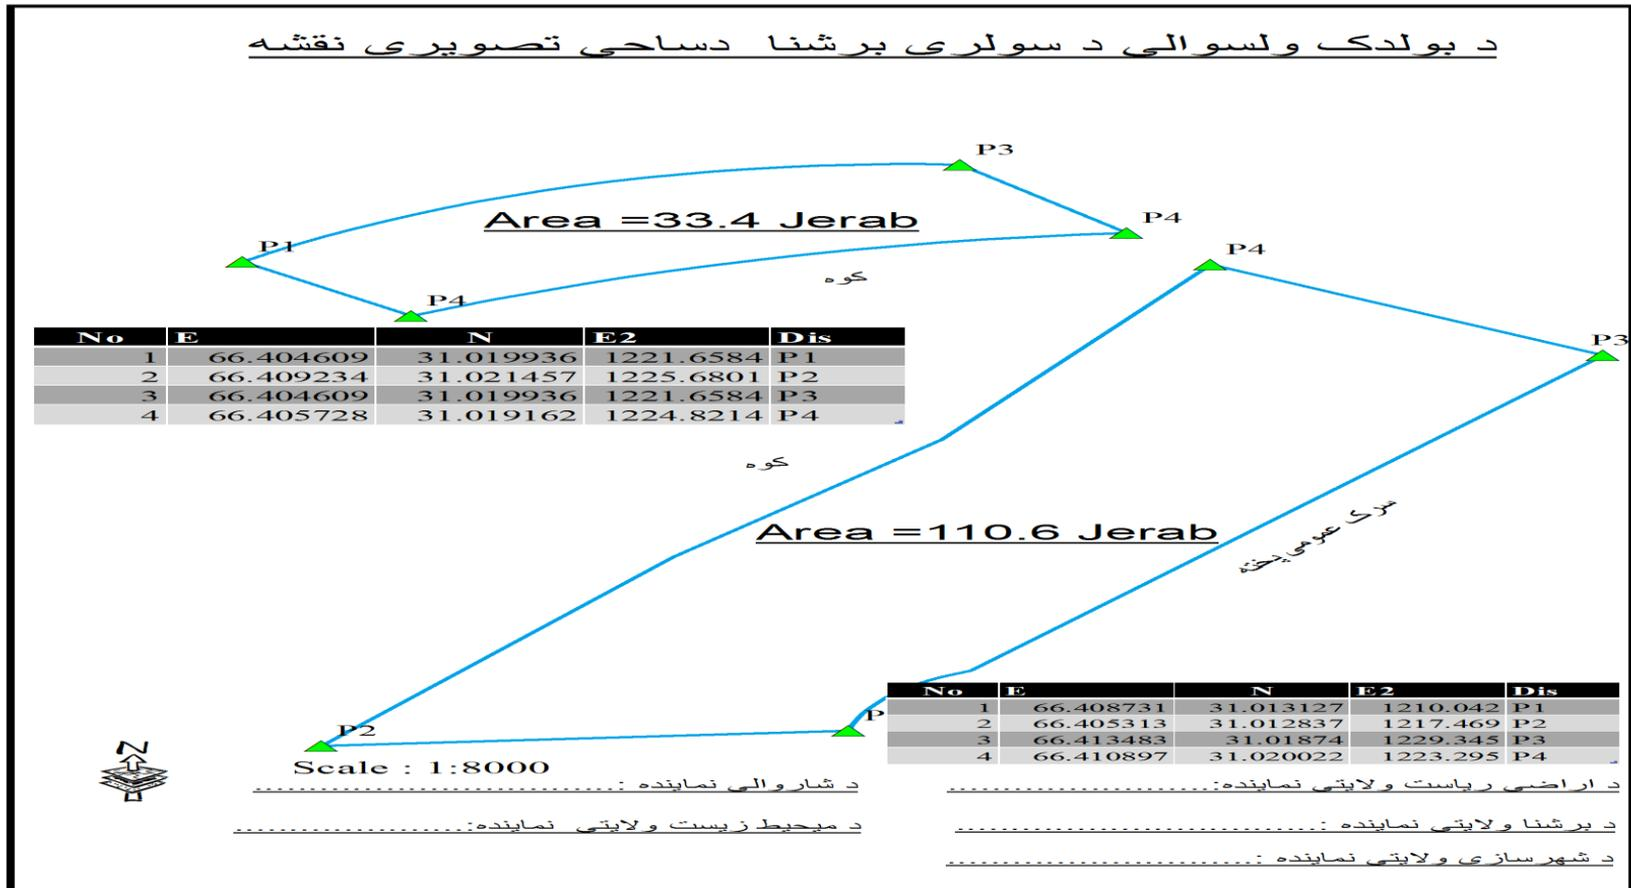 د بولدک ولسوالی د سولری برشنا دساحی تصویری نقشه
P3
Area =33.4 Jerab
P4
P1
P4
کوه
P4
P3
No E N E2 Dis
1 66.404609 31.019936 1221.6584 P1
2 66.409234 31.021457 1225.6801 P2
3 66.404609 31.019936 1221.6584 P3
4 66.405728 31.019162 1224.8214 P4
کوه
Area =110.6 Jerab
سرک عمومی پخته
P2
P
No E N E2 Dis
1 66.408731 31.013127 1210.042 P1
2 66.405313 31.012837 1217.469 P2
3 66.413483 31.01874 1229.345 P3
4 66.410897 31.020022 1223.295 P4
N
Scale : 1:8000
د اراضی ریاست ولایتی نماینده:..............................
د شاروالی نماینده :..................................
د برشنا ولایتی نماینده :..................................
د میحیط زیست ولایتی نماینده:........................
د شهرسازی ولایتی نماینده :..............................